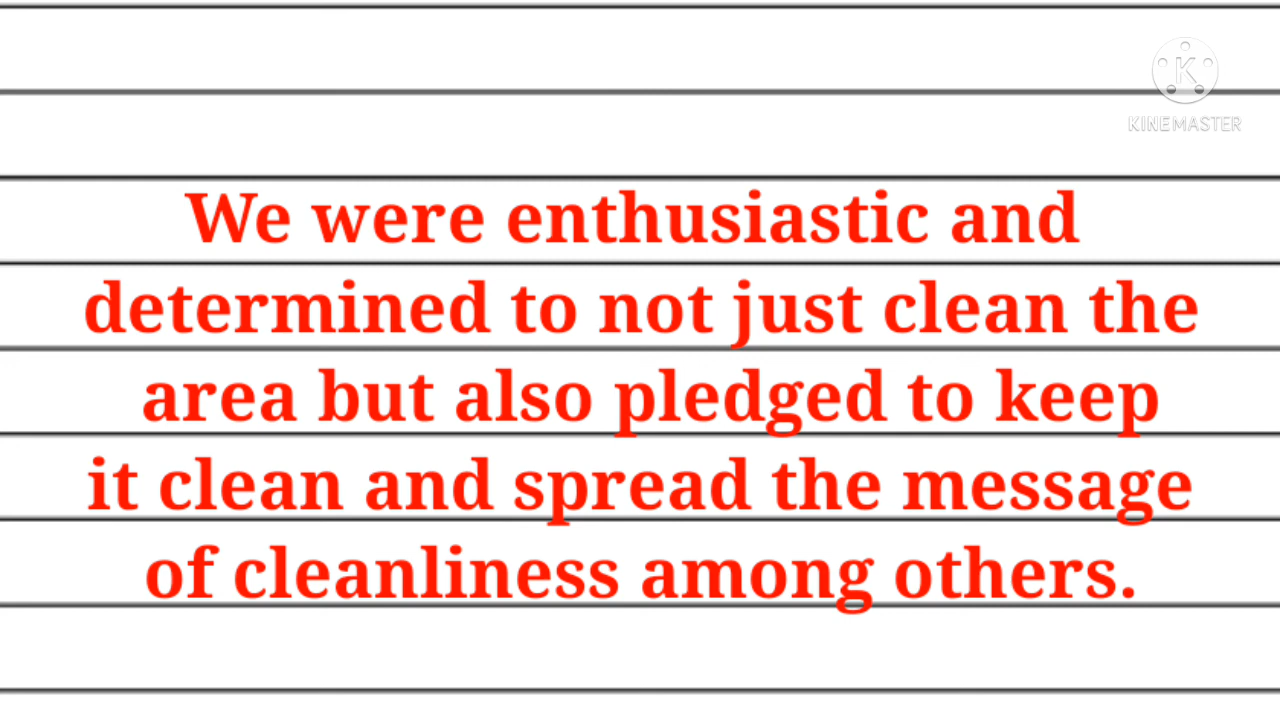 KINEMASTER
We were enthusiastic and
determined to not just clean the
area but also pledged to keep
it clean and spread the message
of cleanliness among others.